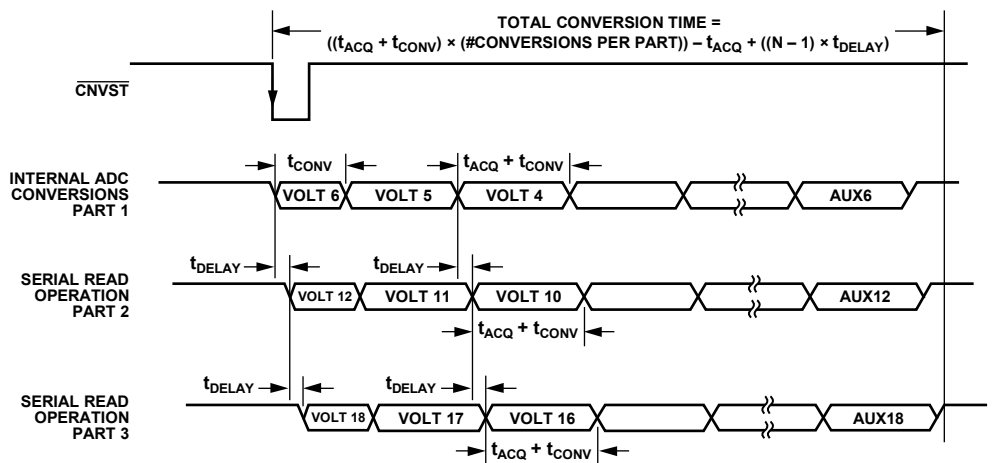 TOTAL CONVERSION TIME =
((tACQ + tCONV) × (#CONVERSIONS PER PART)) – tACQ + ((N – 1) × tDELAY)
CNVST
tCONV
tACQ + tCONV
INTERNAL ADC
CONVERSIONS
PART 1
VOLT 6
VOLT 5
VOLT 4
AUX6
tDELAY
tDELAY
SERIAL READ
OPERATION
PART 2
VOLT 12
VOLT 11
VOLT 10
AUX12
tACQ + tCONV
tDELAY
tDELAY
SERIAL READ
OPERATION
PART 3
VOLT 18
VOLT 17
VOLT 16
AUX18
tACQ + tCONV